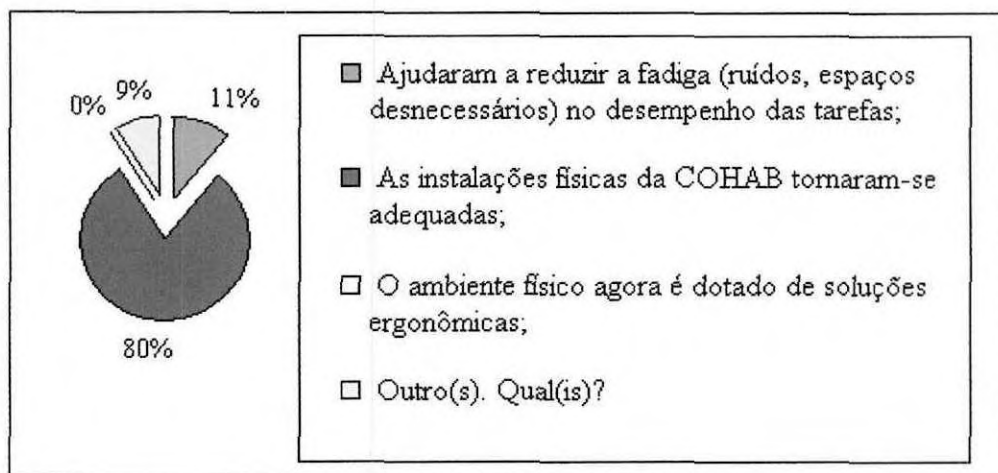 0% 9% 11%
80%
Ajudaram a reduzir a fadiga (ruídos, espaços
desnecessários) no desempenho das tarefas;
As instalações físicas da COHAB tornaram-se
adequadas;
O ambiente físico agora é dotado de soluções
ergonômicas;
Outro(s). Qual(is)?